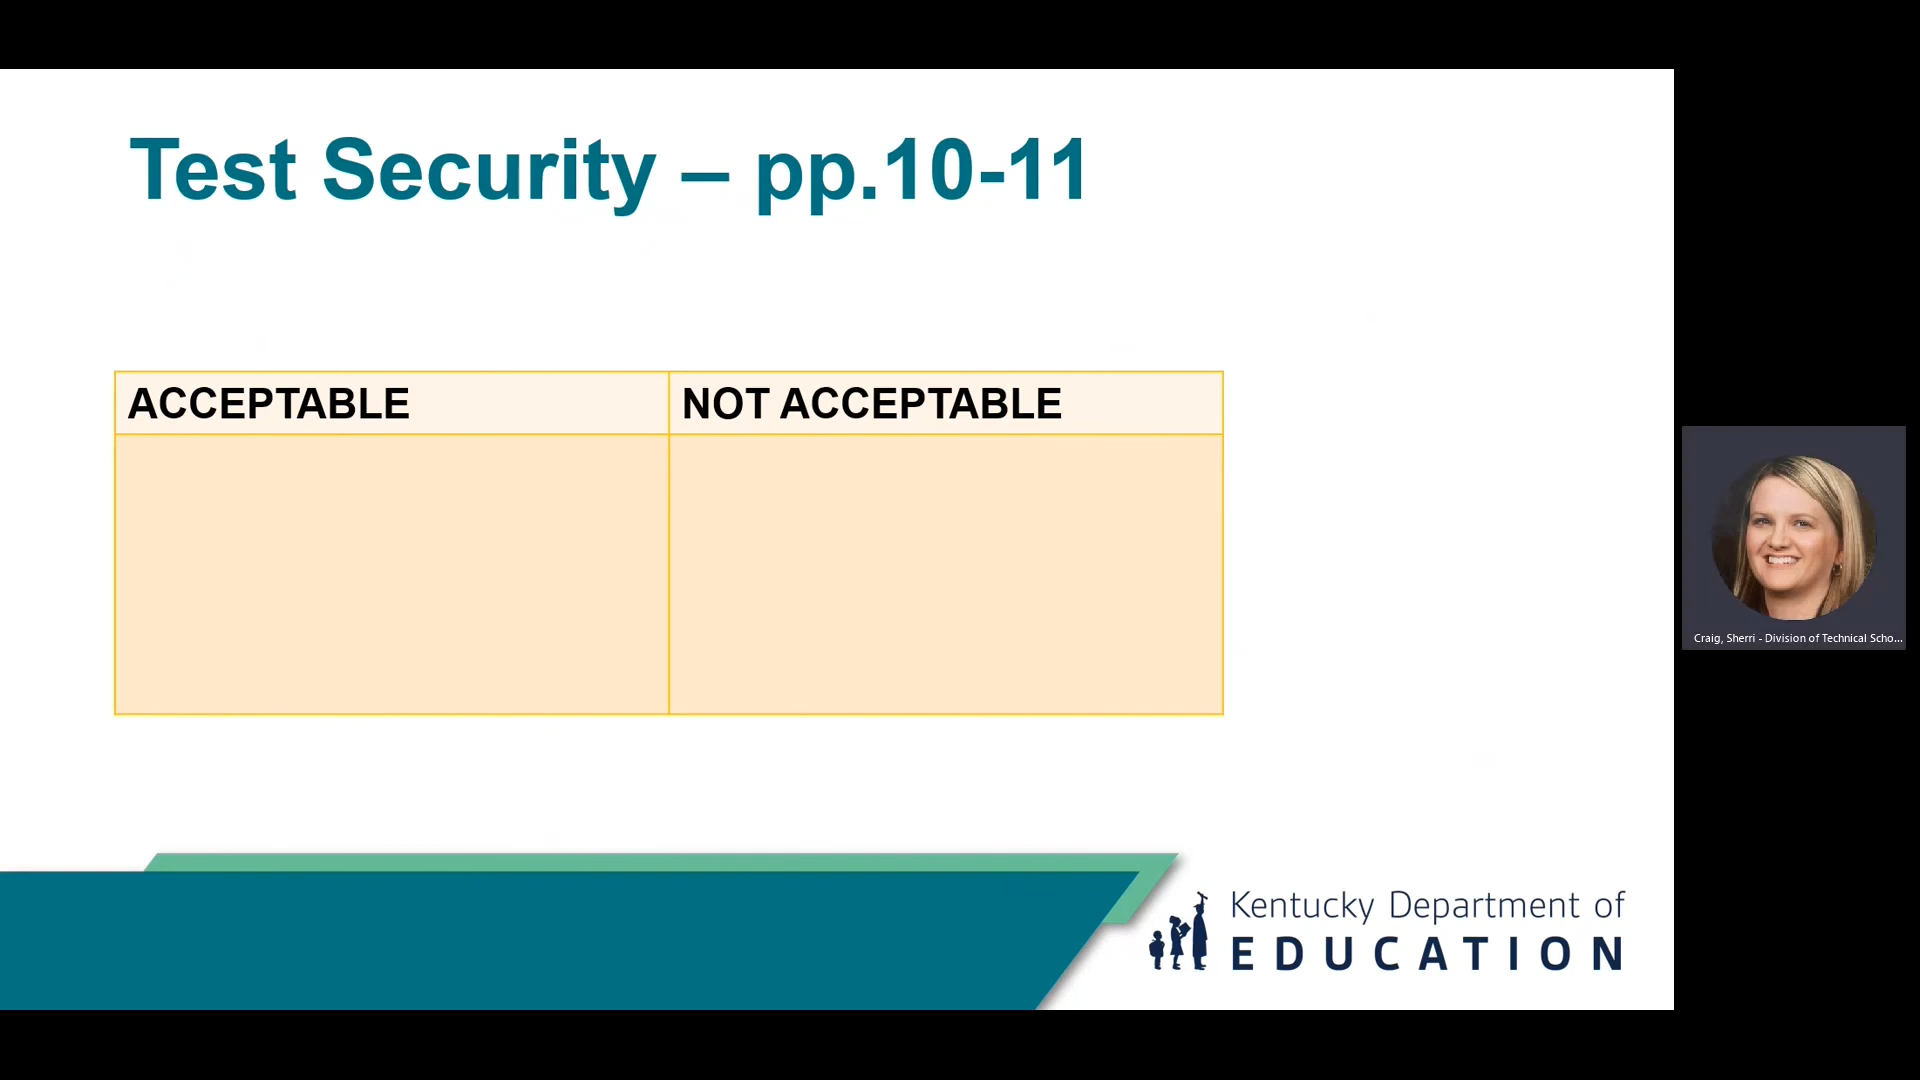 Test Security – pp.10-11
ACCEPTABLE
NOT ACCEPTABLE
Craig, Sherri - Division of Technical Scho...
Kentucky Department of
EDUCATION